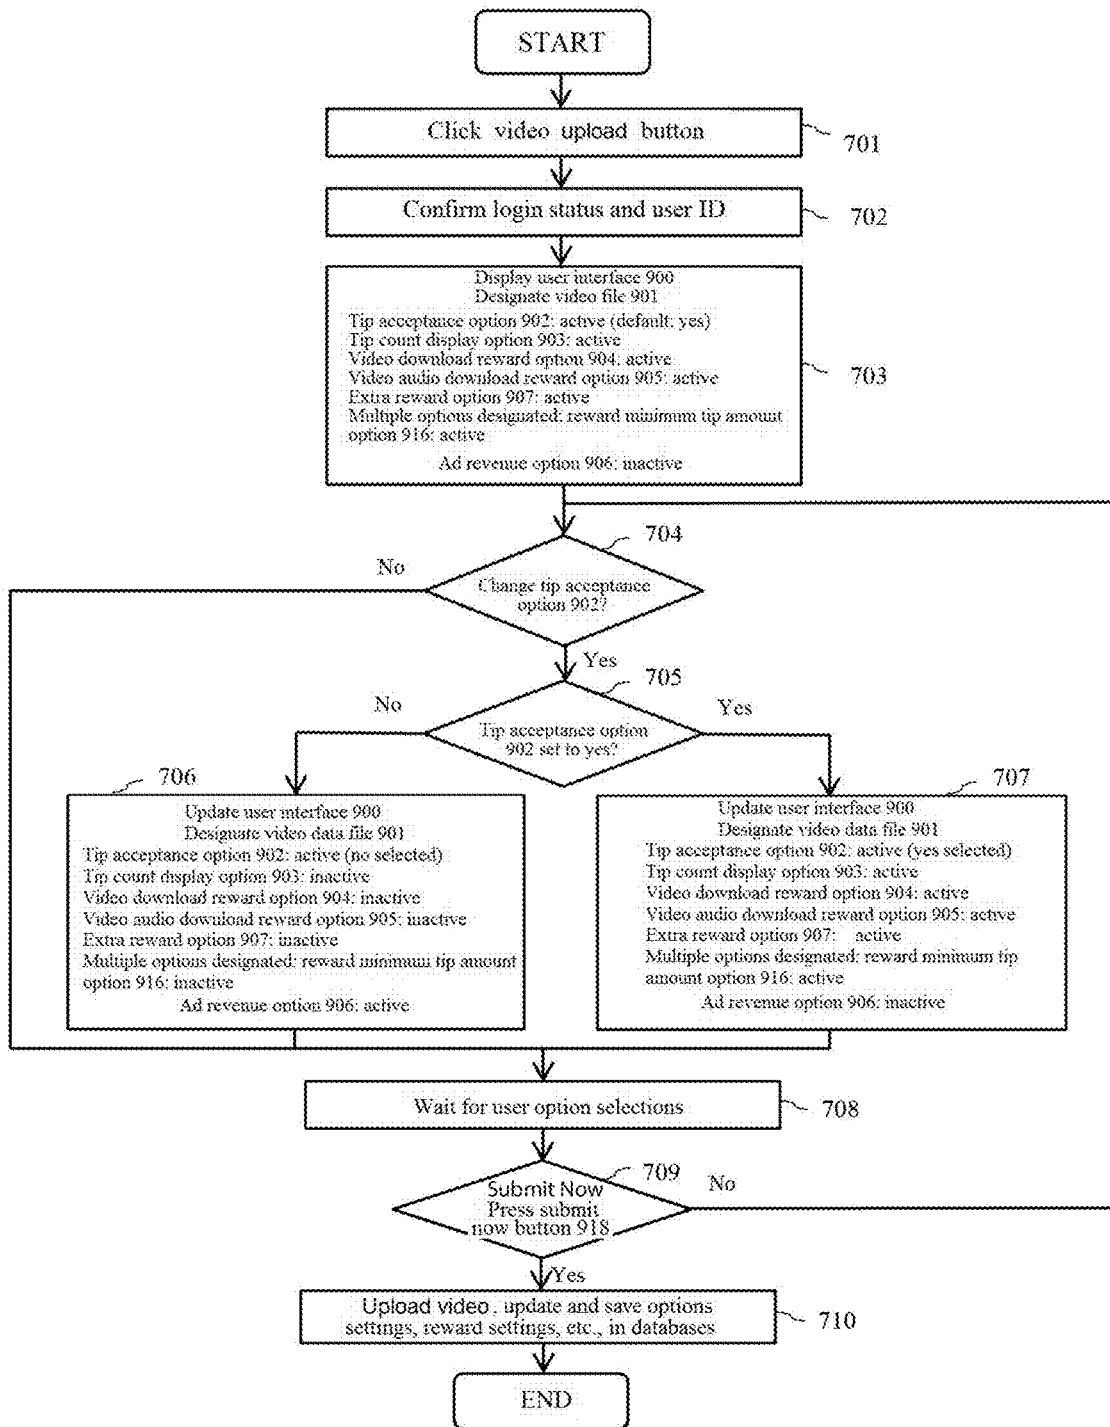 START
Click video upload button
701
Confirm login status and user ID
702
Display user interface 900
Designate video file 901
Tip acceptance option 902: active (default: yes)
Tip count display option 903: active
Video download reward option 904: active
Video audio download reward option 905: active
Extra reward option 907: active
Multiple options designated: reward minimum tip amount
option 916: active
Ad revenue option 906: inactive
703
704
No
Change tip acceptance
option 902?
Yes
705
No
Yes
Tip acceptance option
902 set to yes?
706
Update user interface 900
Designate video data file 901
Tip acceptance option 902: active (no selected)
Tip count display option 903: inactive
Video download reward option 904: inactive
Video audio download reward option 905: inactive
Extra reward option 907: inactive
Multiple options designated: reward minimum tip amount
option 916: inactive
Ad revenue option 906: active
707
Update user interface 900
Designate video data file 901
Tip acceptance option 902: active (yes selected)
Tip count display option 903: active
Video download reward option 904: active
Video audio download reward option 905: active
Extra reward option 907: active
Multiple options designated: reward minimum tip
amount option 916: active
Ad revenue option 906: inactive
Wait for user option selections
708
709
No
Submit Now
Press submit
now button 918
Yes
Upload video, update and save options
settings, reward settings, etc., in databases
710
END